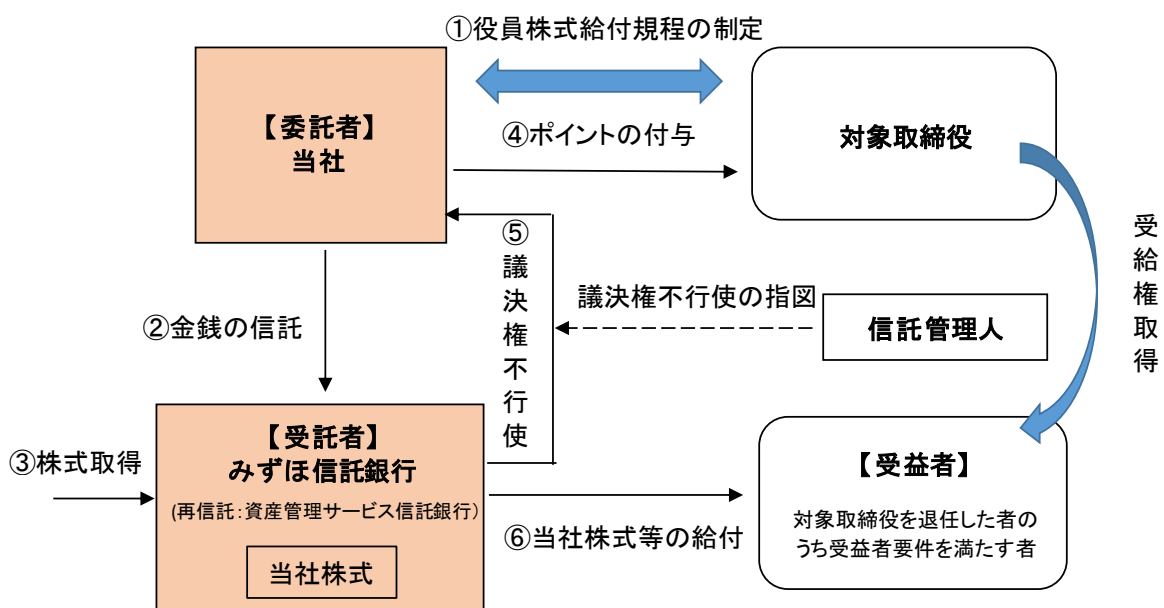 ①役員株式給付規程の制定
【委託者】
当社
④ポイントの付与
対象取締役
⑤議決権不行使
受給権取得
②金銭の信託
議決権不行使の指図
信託管理人
③株式取得
【受託者】
みずほ信託銀行
(再信託:資産管理サービス信託銀行)
当社株式
⑥当社株式等の給付
【受益者】
対象取締役を退任した者の
うち受益者要件を満たす者